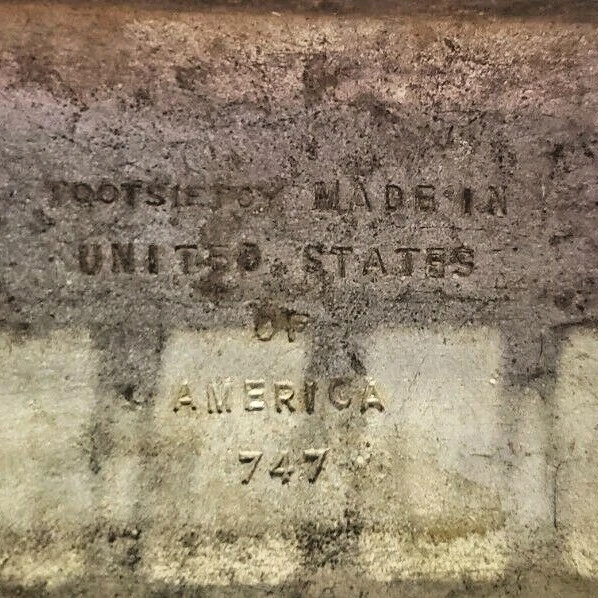 TOOTSIETOY MADE IN
UNITED STATES
OF
AMERICA
747